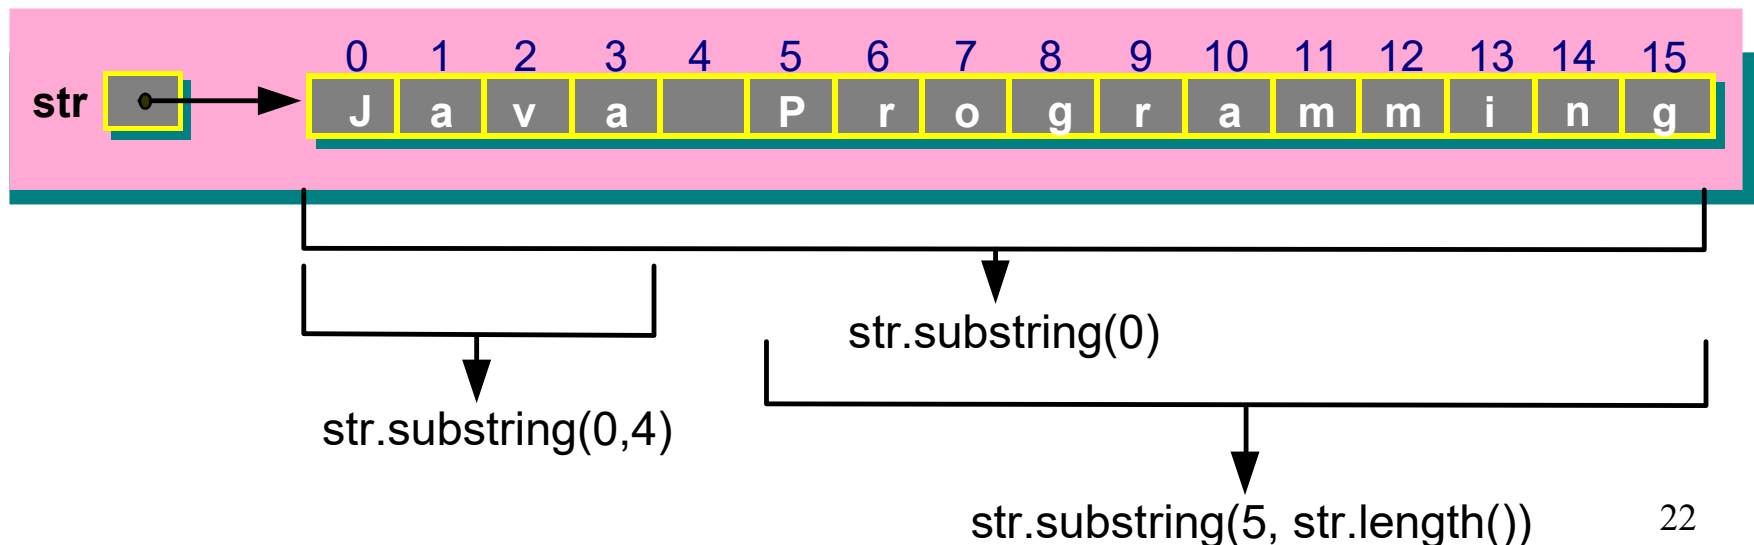 0 1 2 3 4 5 6 7 8 9 10 11 12 13 14 15
str J a v a P r o g r a m m i n g
str.substring(0)
str.substring(0,4)
str.substring(5, str.length())
22